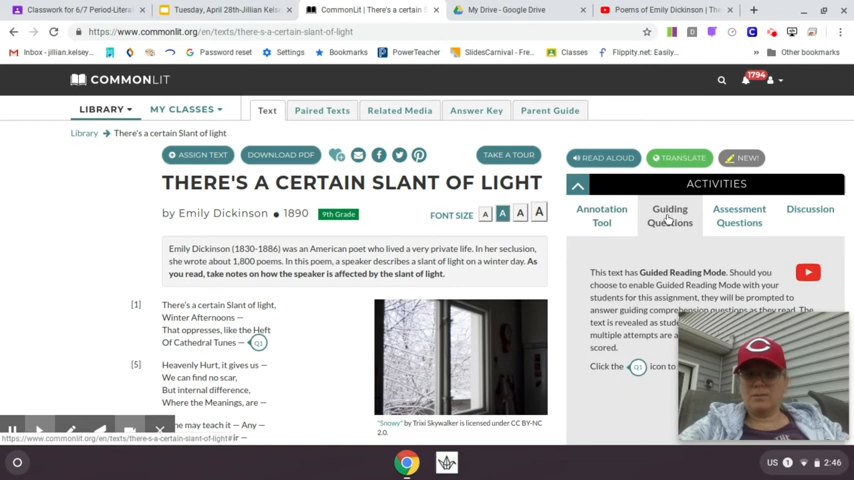 Classwork for 6/7 Period-Litera
Tuesday, April 28th-Jillian Kelso
CommonLit | There's a certain S
My Drive - Google Drive
Poems of Emily Dickinson | The
https://www.commonlit.org/en/texts/there-s-a-certain-slant-of-light
Inbox - jillian.kelsey...
Password reset
Settings
Bookmarks
PowerTeacher
SlidesCarnival - Fre...
Classes
Flippity.net: Easily...
Other bookmarks
COMMONLIT
1794
LIBRARY
MY CLASSES
Text
Paired Texts
Related Media
Answer Key
Parent Guide
Library
There's a certain Slant of light
ASSIGN TEXT
DOWNLOAD PDF
TAKE A TOUR
READ ALOUD
TRANSLATE
NEW!
THERE'S A CERTAIN SLANT OF LIGHT
ACTIVITIES
by Emily Dickinson ● 1890
9th Grade
FONT SIZE
A
A
A
A
Annotation Tool
Guiding Questions
Assessment Questions
Discussion
Emily Dickinson (1830-1886) was an American poet who lived a very private life. In her seclusion,
she wrote about 1,800 poems. In this poem, a speaker describes a slant of light on a winter day. As
you read, take notes on how the speaker is affected by the slant of light.
This text has Guided Reading Mode. Should you
choose to enable Guided Reading Mode with your
students for this assignment, they will be prompted to
answer guiding comprehension questions as they read. The
text is revealed as stude
multiple attempts are a
scored.
Click the Q1 icon to
[1] There's a certain Slant of light,
Winter Afternoons —
That oppresses, like the Heft
Of Cathedral Tunes — Q1
[5] Heavenly Hurt, it gives us —
We can find no scar,
But internal difference,
Where the Meanings, are —
ne may teach it — Any —
ir —
"Snowy" by Trixi Skywalker is licensed under CC BY-NC
2.0.
https://www.commonlit.org/en/texts/there-s-a-certain-slant-of-light#
US
1
2:46